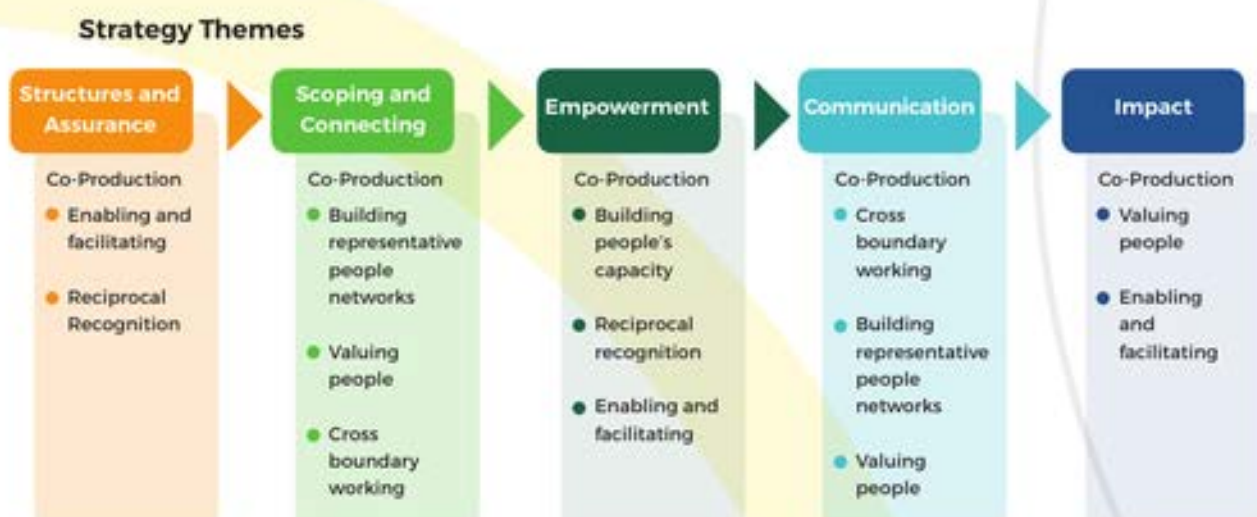 Strategy Themes
Structures and
Assurance
Co-Production
Enabling and
facilitating
Reciprocal
Recognition
Scoping and
Connecting
Co-Production
Building
representative
people
networks
Valuing
people
Cross
boundary
working
Empowerment
Co-Production
Building
people's
capacity
Reciprocal
recognition
Enabling and
facilitating
Communication
Co-Production
Cross
boundary
working
Building
representative
people
networks
Valuing
people
Impact
Co-Production
Valuing
people
Enabling
and
facilitating